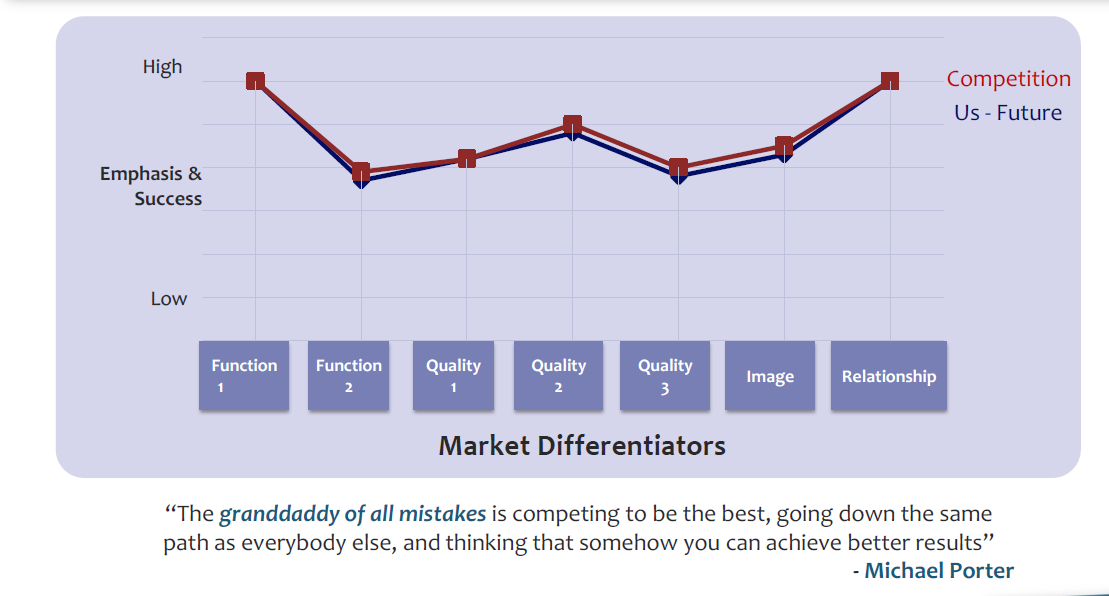 High
Competition
Us - Future
Emphasis &
Success
Low
Function
1
Function
2
Quality
1
Quality
2
Quality
3
Image
Relationship
Market Differentiators
“The granddaddy of all mistakes is competing to be the best, going down the same
path as everybody else, and thinking that somehow you can achieve better results”
- Michael Porter